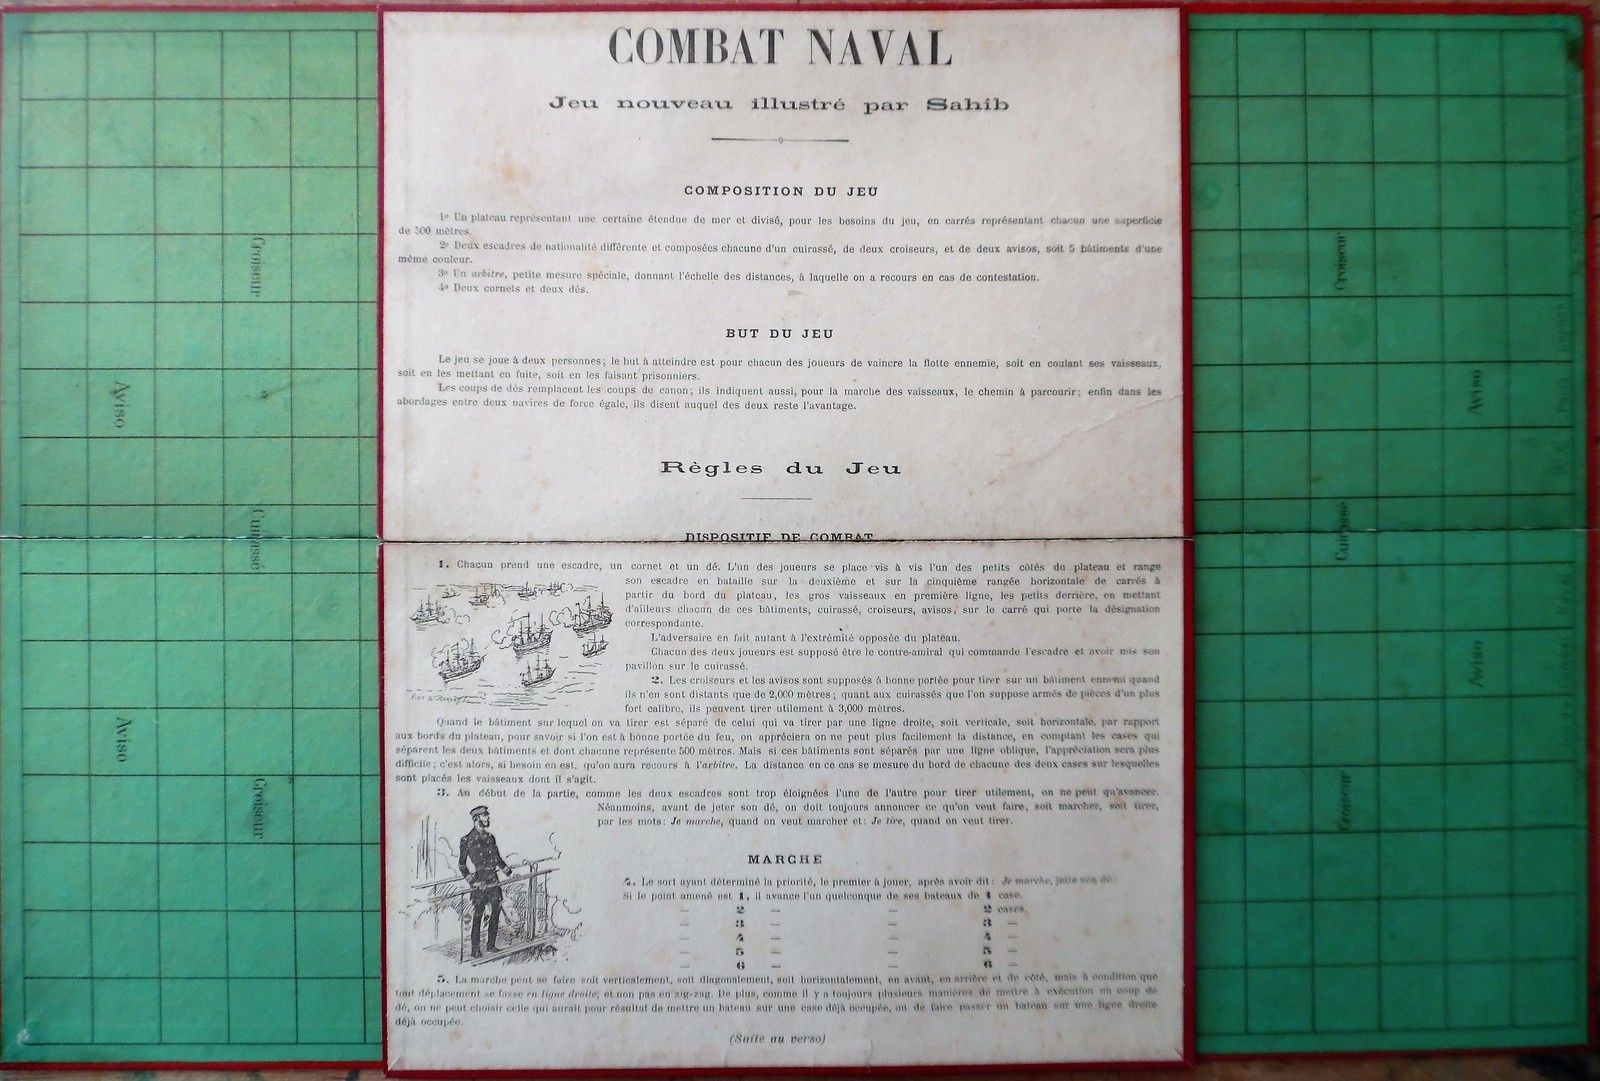 COMBAT NAVAL
Jeu nouveau illustré par Sahib
COMPOSITION DU JEU
1º Un plateau représentant une certaine étendue de mer et divisé, pour les besoins du jeu, en carrés représentant chacun une superficie
de 500 mètres.
2º Deux escadres de nationalité différente et composées chacune d'un cuirassé, de deux croiseurs, et de deux avisos, soit 5 bâtiments d'une
même couleur.
3º Un arbitre, petite mesure spéciale, donnant l'échelle des distances, à laquelle on a recours en cas de contestation.
4º Deux cornets et deux dés.
BUT DU JEU
Le jeu se joue à deux personnes; le but à atteindre est pour chacun des joueurs de vaincre la flotte ennemie, soit en coulant ses vaisseaux,
soit en les mettant en fuite, soit en les faisant prisonniers.
Les coups de dés remplacent les coups de canon; ils indiquent aussi, pour la marche des vaisseaux, le chemin à parcourir; enfin dans les
abordages entre deux navires de force égale, ils disent auquel des deux reste l'avantage.
Règles du Jeu
DISPOSITIF DE COMBAT
1. Chacun prend une escadre, un cornet et un dé. L'un des joueurs se place vis à vis l'un des petits côtés du plateau et range
son escadre en bataille sur la deuxième et sur la cinquième rangée horizontale de carrés à
partir du bord du plateau, les gros vaisseaux en première ligne, les petits derrière, en mettant
d'ailleurs chacun de ces bâtiments, cuirassé, croiseurs, avisos, sur le carré qui porte la désignation
correspondante.
L'adversaire en fait autant à l'extrémité opposée du plateau.
Chacun des deux joueurs est supposé être le contre-amiral qui commande l'escadre et avoir mis son
pavillon sur le cuirassé.
2. Les croiseurs et les avisos sont supposés à bonne portée pour tirer sur un bâtiment ennemi quand
ils n'en sont distants que de 2,000 mètres; quant aux cuirassés que l'on suppose armés de pièces d'un plus
fort calibre, ils peuvent tirer utilement à 3,000 mètres.
Quand le bâtiment sur lequel on va tirer est séparé de celui qui va tirer par une ligne droite, soit verticale, soit horizontale, par rapport
aux bords du plateau, pour savoir si l'on est à bonne portée du feu, on appréciera on ne peut plus facilement la distance, en comptant les cases qui
séparent les deux bâtiments et dont chacune représente 500 mètres. Mais si ces bâtiments sont séparés par une ligne oblique, l'appréciation sera plus
difficile; c'est alors, si besoin en est, qu'on aura recours à l'arbitre. La distance en ce cas se mesure du bord de chacune des deux cases sur lesquelles
sont placés les vaisseaux dont il s'agit.
3. Au début de la partie, comme les deux escadres sont trop éloignées l'une de l'autre pour tirer utilement, on ne peut qu'avancer.
Néanmoins, avant de jeter son dé, on doit toujours annoncer ce qu'on veut faire, soit marcher, soit tirer,
par les mots: Je marche, quand on veut marcher et: Je tire, quand on veut tirer.
MARCHE
4. Le sort ayant déterminé la priorité, le premier à jouer, après avoir dit: Je marche, jette son dé:
Si le point amené est 1, il avance l'un quelconque de ses bateaux de 1 case.
— 2 — — 2 cases.
— 3 — — 3 —
— 4 — — 4 —
— 5 — — 5 —
— 6 — — 6 —
5. La marche peut se faire soit verticalement, soit diagonalement, soit horizontalement, en avant, en arrière et de côté, mais à condition que
tout déplacement se fasse en ligne droite, et non pas en zig-zag. De plus, comme il y a toujours plusieurs manières de mettre à exécution un coup de
dé, on ne peut choisir celle qui aurait pour résultat de mettre un bateau sur une case déjà occupée, ou de faire passer un bateau sur une ligne droite
déjà occupée.
(Suite au verso)
Croiseur
Aviso
Cuirassé
Aviso
Croiseur
Croiseur
Aviso
Cuirassé
Aviso
Croiseur